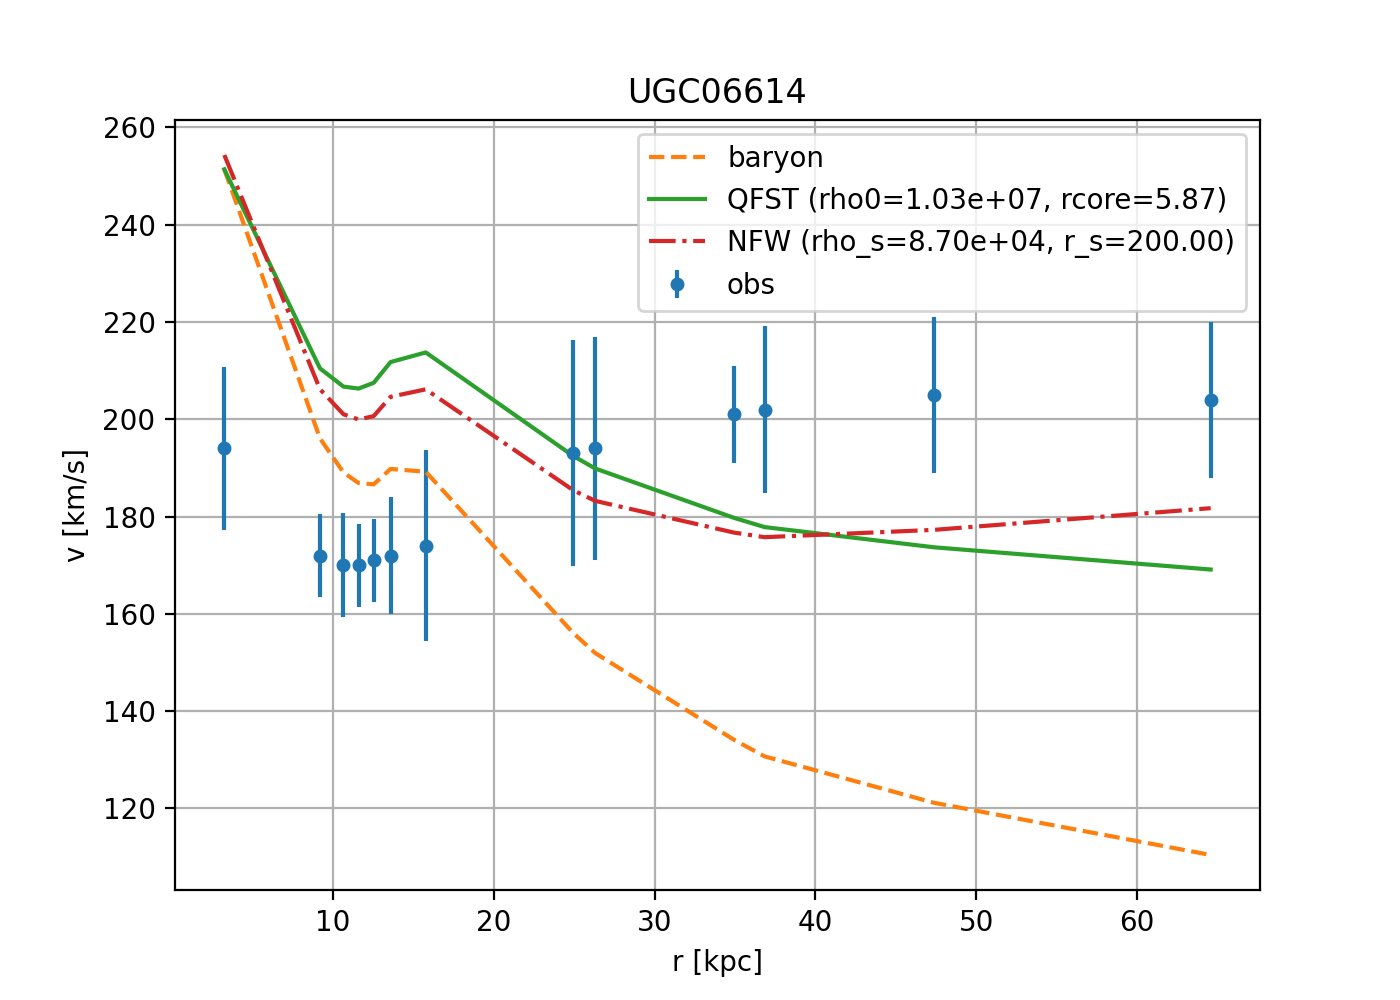 UGC06614
260
240
220
200
180
160
140
120
v [km/s]
baryon
QFST (rho0=1.03e+07, rcore=5.87)
NFW (rho_s=8.70e+04, r_s=200.00)
obs
10 20 30 40 50 60
r [kpc]